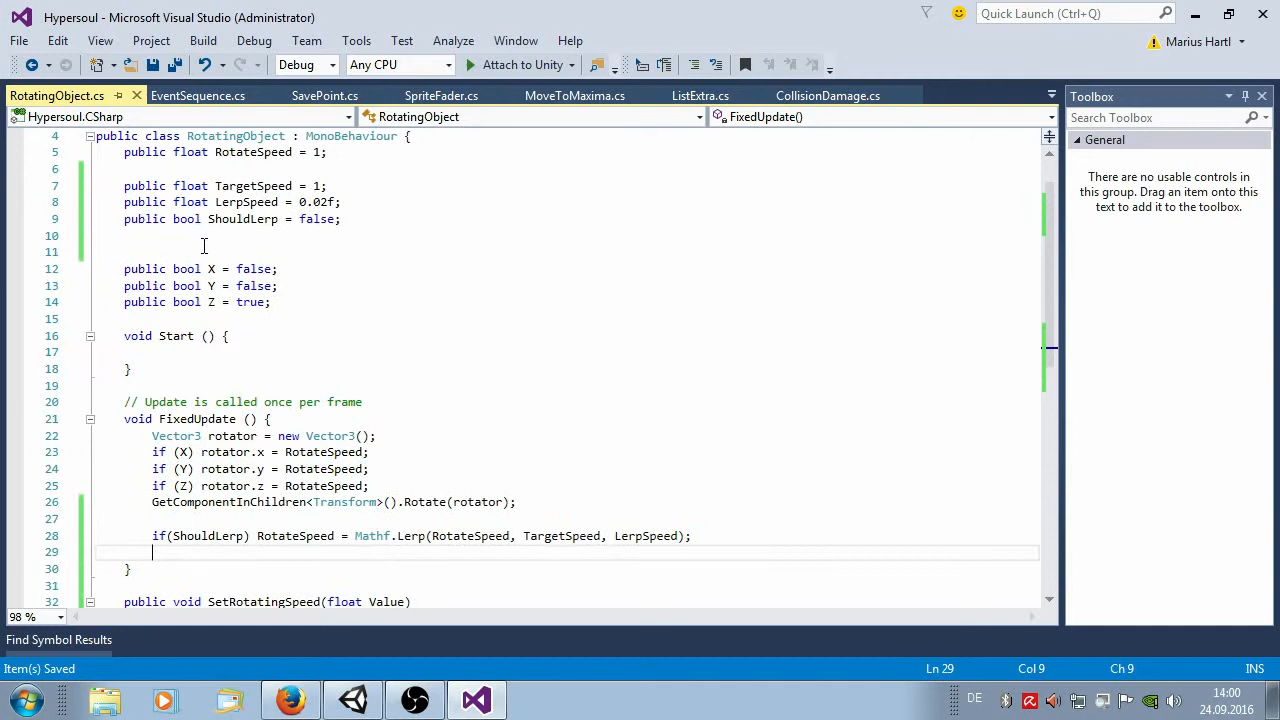 Hypersoul - Microsoft Visual Studio (Administrator)
Quick Launch (Ctrl+Q)
File Edit View Project Build Debug Team Tools Test Analyze Window Help
Marius Hartl
Debug Any CPU Attach to Unity
RotatingObject.cs EventSequence.cs SavePoint.cs SpriteFader.cs MoveToMaxima.cs ListExtra.cs CollisionDamage.cs
Toolbox
Hypersoul.CSharp RotatingObject FixedUpdate()
Search Toolbox
General
There are no usable controls in
this group. Drag an item onto this
text to add it to the toolbox.
4 public class RotatingObject : MonoBehaviour {
5 public float RotateSpeed = 1;
6
7 public float TargetSpeed = 1;
8 public float LerpSpeed = 0.02f;
9 public bool ShouldLerp = false;
10
11
12 public bool X = false;
13 public bool Y = false;
14 public bool Z = true;
15
16 void Start () {
17
18 }
19
20 // Update is called once per frame
21 void FixedUpdate () {
22 Vector3 rotator = new Vector3();
23 if (X) rotator.x = RotateSpeed;
24 if (Y) rotator.y = RotateSpeed;
25 if (Z) rotator.z = RotateSpeed;
26 GetComponentInChildren<Transform>().Rotate(rotator);
27
28 if(ShouldLerp) RotateSpeed = Mathf.Lerp(RotateSpeed, TargetSpeed, LerpSpeed);
29
30 }
31
32 public void SetRotatingSpeed(float Value)
98 %
Find Symbol Results
Item(s) Saved Ln 29 Col 9 Ch 9 INS
DE
14:00
24.09.2016